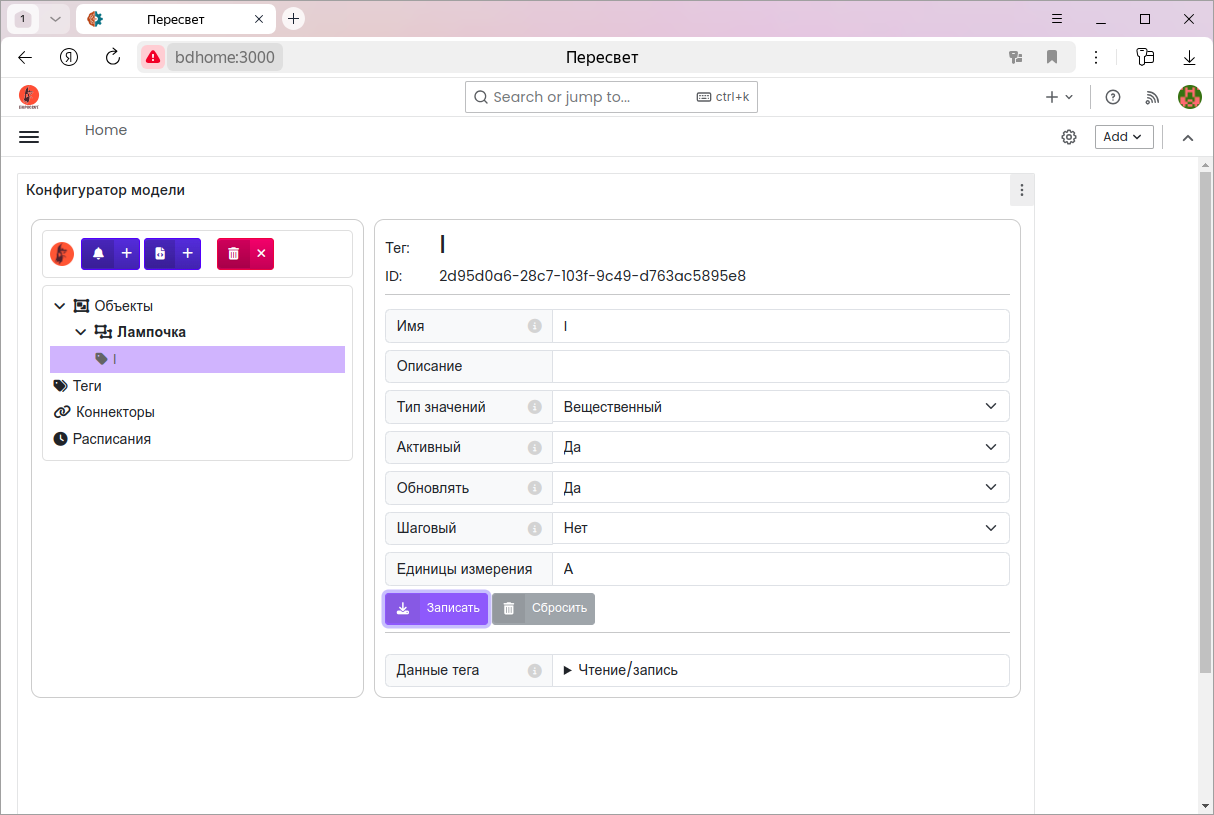 1
Пересвет
bdhome:3000
Пересвет
Search or jump to...
ctrl+k
Home
Add
Конфигуратор модели
Объекты
Лампочка
I
Теги
Коннекторы
Расписания
Тег:
I
ID:
2d95d0a6-28c7-103f-9c49-d763ac5895e8
Имя
I
Описание
Тип значений
Вещественный
Активный
Да
Обновлять
Да
Шаговый
Нет
Единицы измерения
А
Записать
Сбросить
Данные тега
Чтение/запись